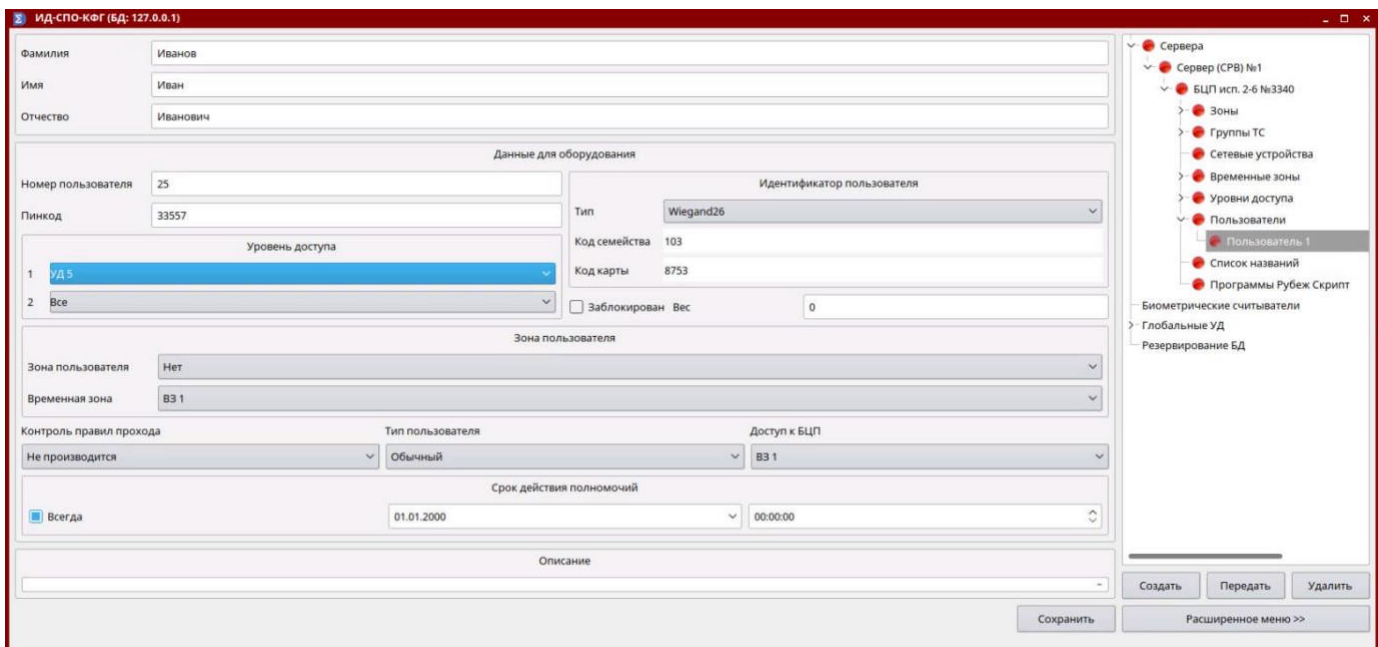 ИД-СПО-КФГ (БД: 127.0.0.1)
Фамилия Иванов
Имя Иван
Отчество Иванович
Данные для оборудования
Номер пользователя 25
Пинкод 33557
Уровень доступа
1 УД 5
2 Все
Идентификатор пользователя
Тип Wiegand26
Код семейства 103
Код карты 8753
Заблокирован Вес 0
Зона пользователя
Зона пользователя Нет
Временная зона ВЗ 1
Контроль правил прохода Тип пользователя Доступ к БЦП
Не производится Обычный ВЗ 1
Срок действия полномочий
Всегда 01.01.2000 00:00:00
Описание
Сохранить
Сервера
Сервер (СРВ) №1
БЦП исп. 2-6 №3340
Зоны
Группы ТС
Сетевые устройства
Временные зоны
Уровни доступа
Пользователи
Пользователь 1
Список названий
Программы Рубеж Скрипт
Биометрические считыватели
Глобальные УД
Резервирование БД
Создать Передать Удалить
Расширенное меню >>